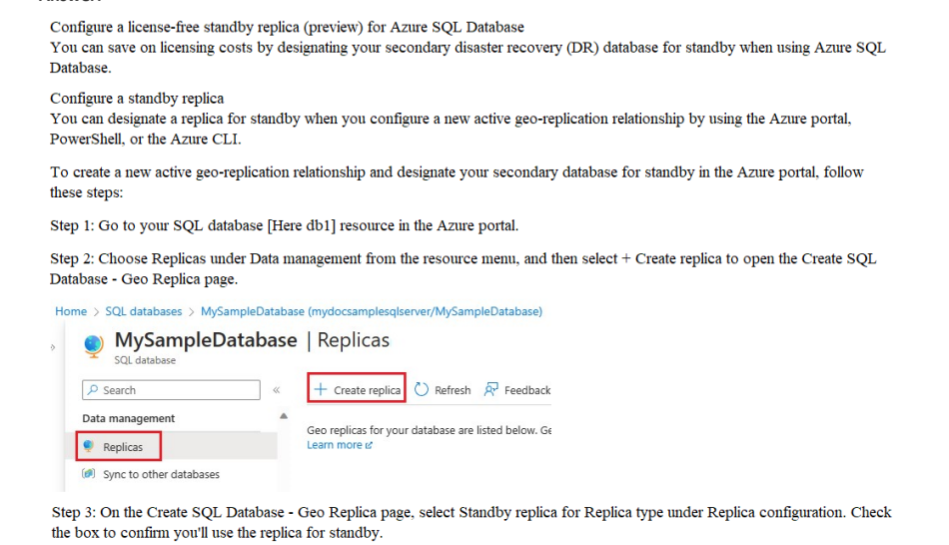 Configure a license-free standby replica (preview) for Azure SQL Database
You can save on licensing costs by designating your secondary disaster recovery (DR) database for standby when using Azure SQL
Database.
Configure a standby replica
You can designate a replica for standby when you configure a new active geo-replication relationship by using the Azure portal,
PowerShell, or the Azure CLI.
To create a new active geo-replication relationship and designate your secondary database for standby in the Azure portal, follow
these steps:
Step 1: Go to your SQL database [Here db1] resource in the Azure portal.
Step 2: Choose Replicas under Data management from the resource menu, and then select + Create replica to open the Create SQL
Database - Geo Replica page.
Home > SQL databases > MySampleDatabase (mydocsamplesqlserver/MySampleDatabase)
MySampleDatabase | Replicas
SQL database
Search
+ Create replica Refresh Feedback
Data management
Geo replicas for your database are listed below. Ge
Learn more
Replicas
Sync to other databases
Step 3: On the Create SQL Database - Geo Replica page, select Standby replica for Replica type under Replica configuration. Check
the box to confirm you'll use the replica for standby.